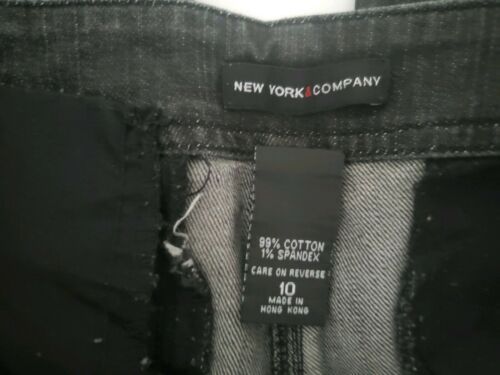 NEW YORK&COMPANY
99% COTTON
1% SPANDEX
CARE ON REVERSE
10
MADE IN
HONG KONG